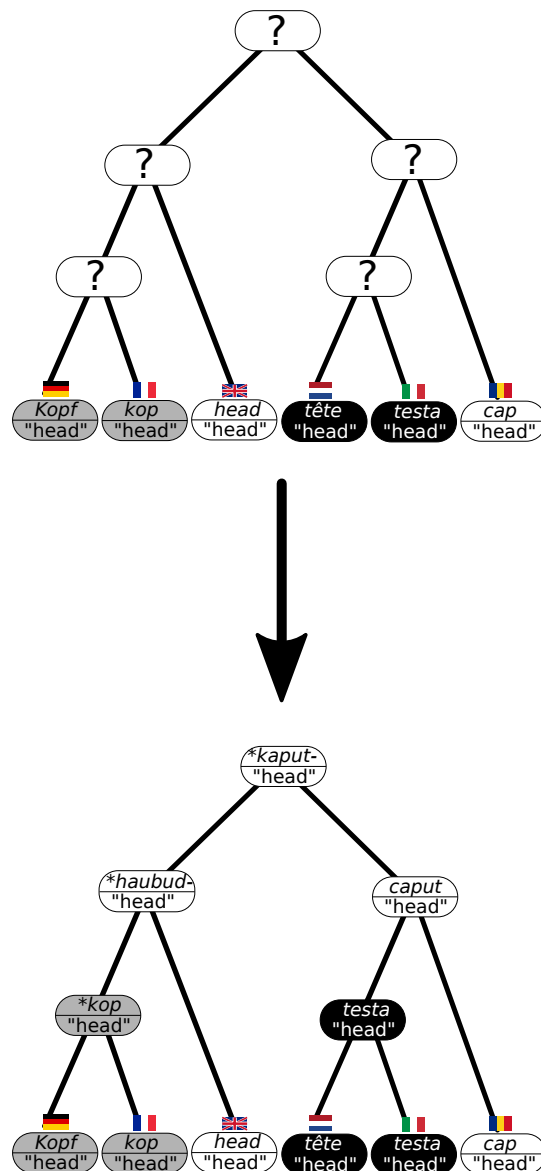 ?
?
?
?
?
Kopf
"head"
kop
"head"
head
"head"
tête
"head"
testa
"head"
cap
"head"
*kaput-
"head"
*haubud-
"head"
caput
"head"
*kop
"head"
testa
"head"
Kopf
"head"
kop
"head"
head
"head"
tête
"head"
testa
"head"
cap
"head"